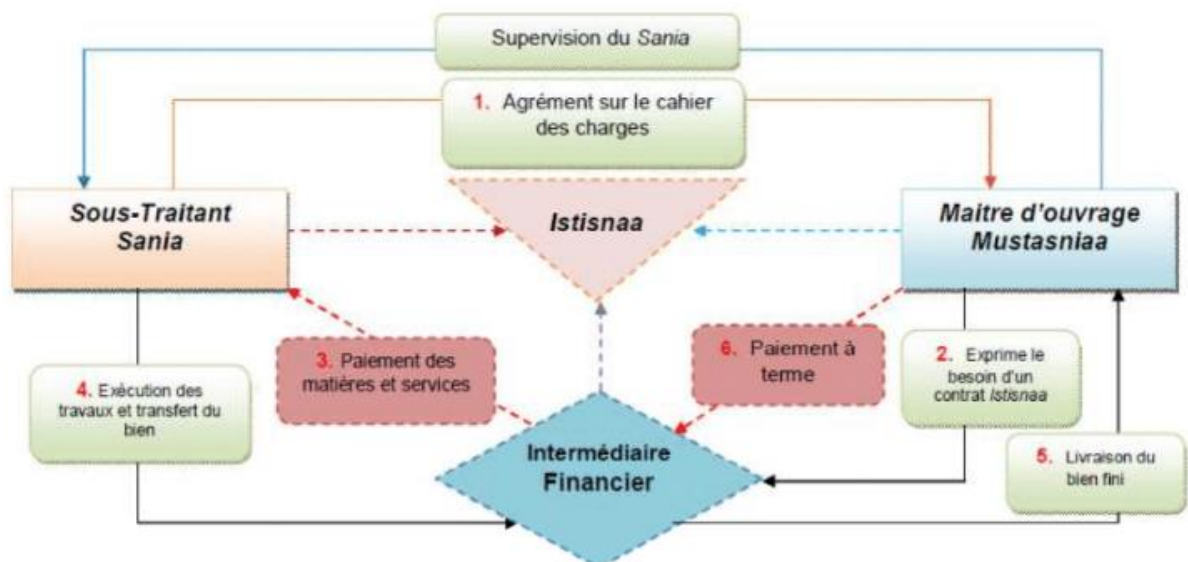 Supervision du Sania
1. Agrément sur le cahier
des charges
Sous-Traitant
Sania
Istisnaa
Maitre d'ouvrage
Mustasniaa
3. Paiement des
matières et services
6. Paiement à
terme
2. Exprime le
besoin d'un
contrat Istisnaa
4. Exécution des
travaux et transfert du
bien
Intermédiaire
Financier
5. Livraison du
bien fini